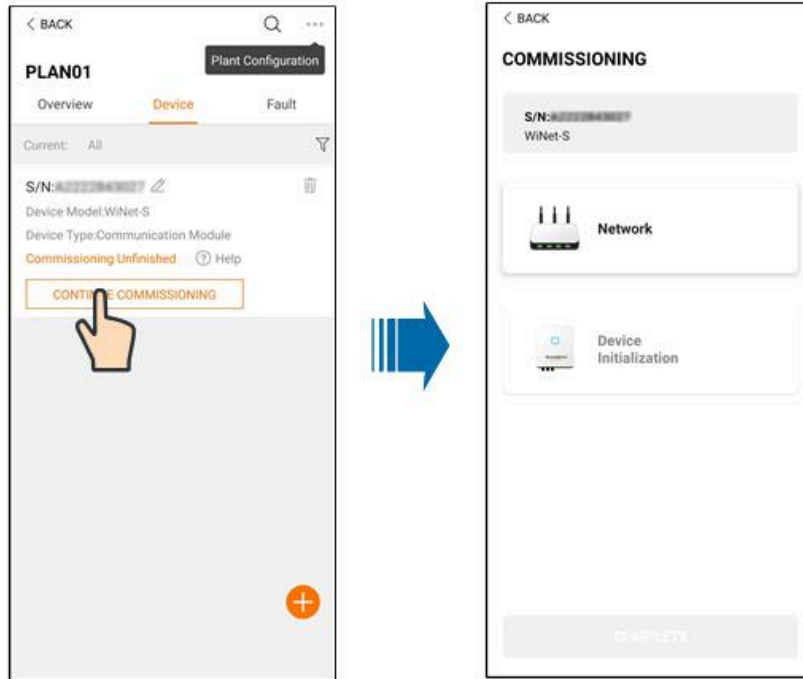 < BACK
Plant Configuration
PLAN01
Overview Device Fault
Current: All
S/N:
Device Model:WiNet-S
Device Type:Communication Module
Commissioning Unfinished ? Help
COMMISSIONING
< BACK
COMMISSIONING
S/N:
WiNet-S
Network
Device
Initialization
COMPLETE